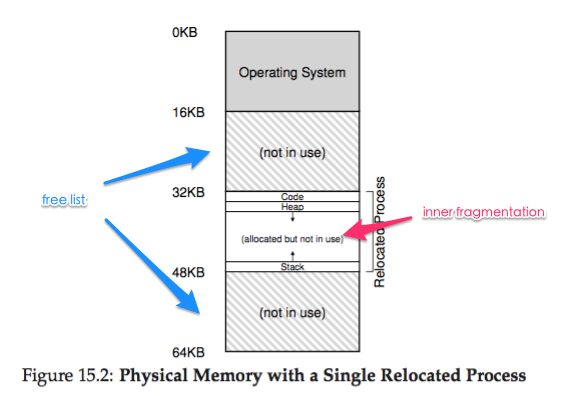 0KB
Operating System
16KB
(not in use)
free list
32KB
Code
Heap
inner fragmentation
(allocated but not in use)
Relocated Process
48KB
Stack
(not in use)
64KB
Figure 15.2: Physical Memory with a Single Relocated Process